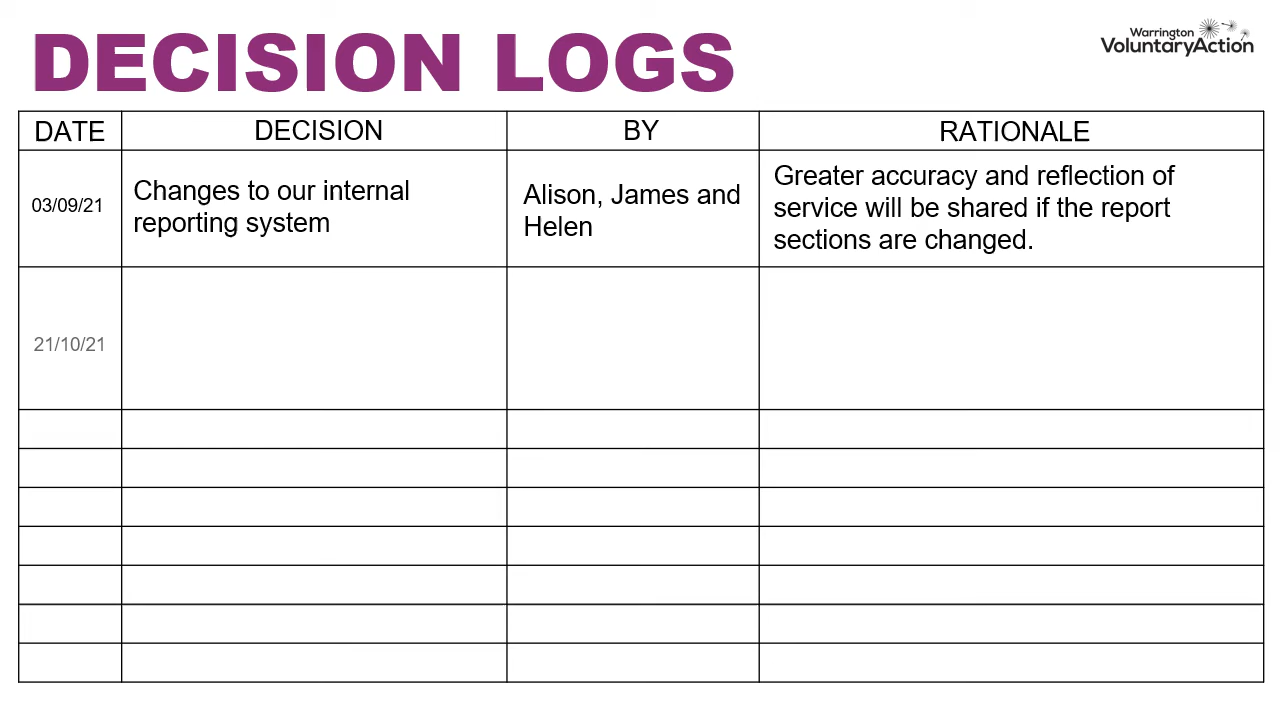 DECISION LOGS
Warrington
VoluntaryAction
DATE DECISION BY RATIONALE
03/09/21
Changes to our internal
reporting system
Alison, James and
Helen
Greater accuracy and reflection of
service will be shared if the report
sections are changed.
21/10/21